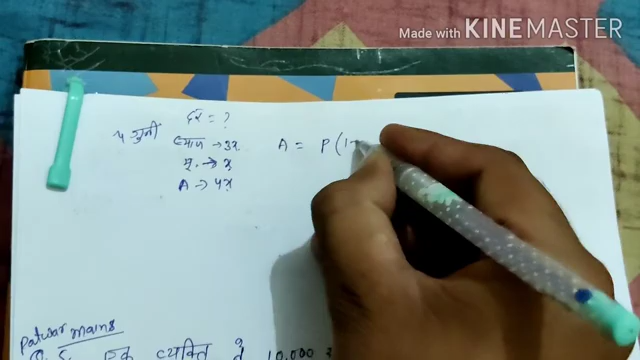 Made with KINEMASTER
दर = ?
4 गुनी
ब्याज → 3x
मू. → x
A → 4x
A = P (1
Patwar mains
Q. 5. एक व्यक्ति ने 10,000 रु